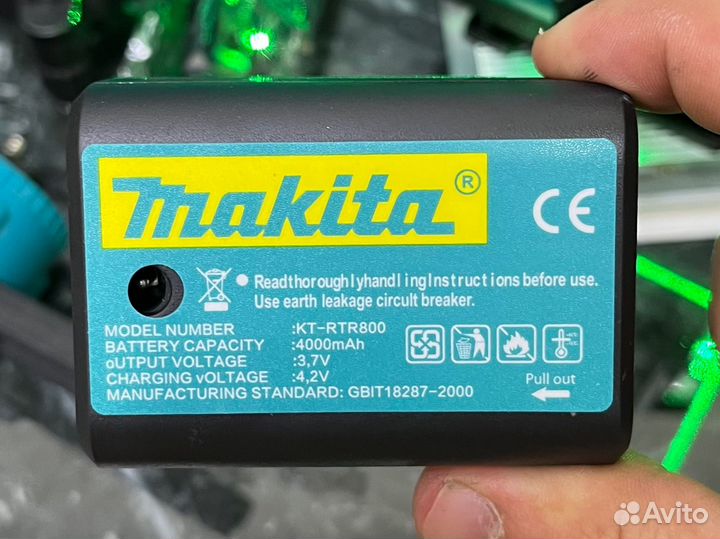 makita ®
CE
Readthoroughlyhandlinglnstructions before use.
Use earth leakage circuit breaker.
MODEL NUMBER :KT-RTR800
BATTERY CAPACITY :4000mAh
oUTPUT VOLTAGE :3,7V
CHARGING vOLTAGE :4,2V
MANUFACTURING STANDARD: GBIT18287-2000
Pull out
Avito